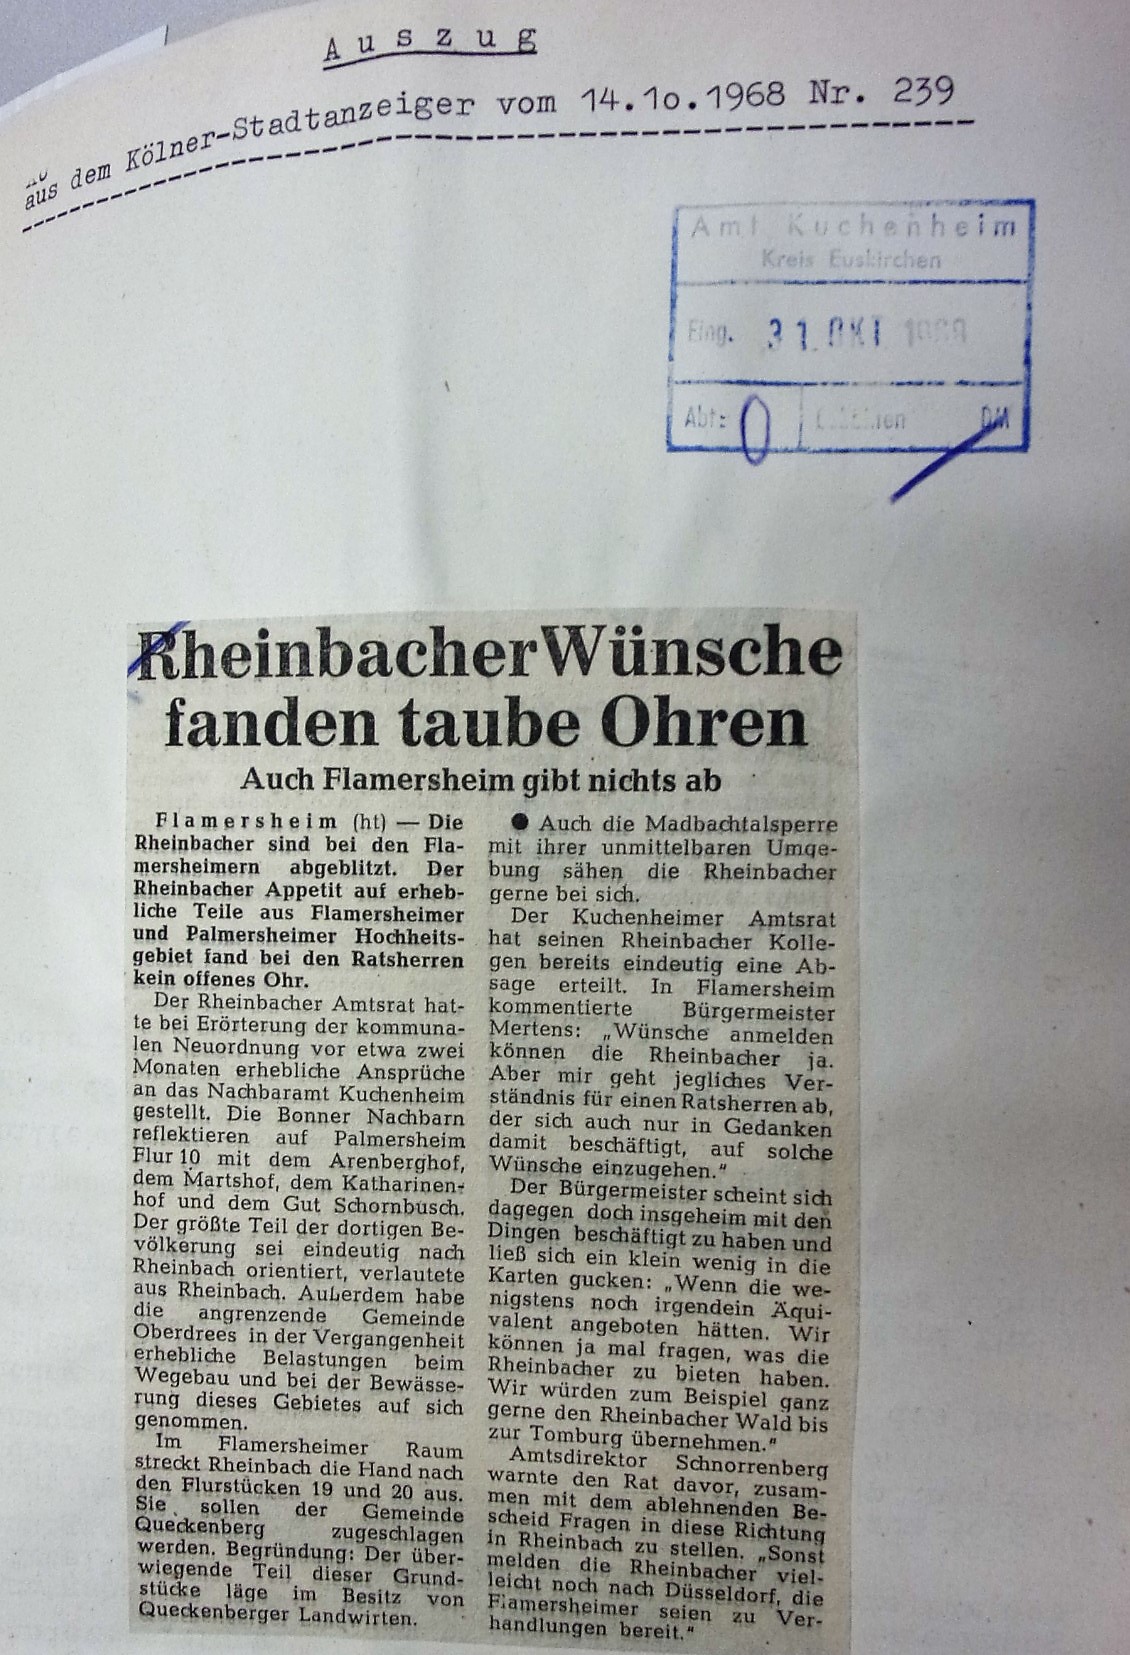 Auszug
aus dem Kölner-Stadtanzeiger vom 14.1o.1968 Nr. 239
Amt Kuchenheim
Kreis Euskirchen
Eing. 31. OKT 1968
Abt: 0 DM
Rheinbacher Wünsche
fanden taube Ohren
Auch Flamersheim gibt nichts ab
Flamersheim (ht) — Die
Rheinbacher sind bei den Fla-
mersheimern abgeblitzt. Der
Rheinbacher Appetit auf erheb-
liche Teile aus Flamersheimer
und Palmersheimer Hochheits-
gebiet fand bei den Ratsherren
kein offenes Ohr.
Der Rheinbacher Amtsrat hat-
te bei Erörterung der kommuna-
len Neuordnung vor etwa zwei
Monaten erhebliche Ansprüche
an das Nachbaramt Kuchenheim
gestellt. Die Bonner Nachbarn
reflektieren auf Palmersheim
Flur 10 mit dem Arenberghof,
dem Martshof, dem Katharinen-
hof und dem Gut Schornbusch.
Der größte Teil der dortigen Be-
völkerung sei eindeutig nach
Rheinbach orientiert, verlautete
aus Rheinbach. Außerdem habe
die angrenzende Gemeinde
Oberdrees in der Vergangenheit
erhebliche Belastungen beim
Wegebau und bei der Bewässe-
rung dieses Gebietes auf sich
genommen.
Im Flamersheimer Raum
streckt Rheinbach die Hand nach
den Flurstücken 19 und 20 aus.
Sie sollen der Gemeinde
Queckenberg zugeschlagen
werden. Begründung: Der über-
wiegende Teil dieser Grund-
stücke läge im Besitz von
Queckenberger Landwirten.
● Auch die Madbachtalsperre
mit ihrer unmittelbaren Umge-
bung sähen die Rheinbacher
gerne bei sich.
Der Kuchenheimer Amtsrat
hat seinen Rheinbacher Kolle-
gen bereits eindeutig eine Ab-
sage erteilt. In Flamersheim
kommentierte Bürgermeister
Mertens: „Wünsche anmelden
können die Rheinbacher ja.
Aber mir geht jegliches Ver-
ständnis für einen Ratsherren ab,
der sich auch nur in Gedanken
damit beschäftigt, auf solche
Wünsche einzugehen."
Der Bürgermeister scheint sich
dagegen doch insgeheim mit den
Dingen beschäftigt zu haben und
ließ sich ein klein wenig in die
Karten gucken: „Wenn die we-
nigstens noch irgendein Äqui-
valent angeboten hätten. Wir
können ja mal fragen, was die
Rheinbacher zu bieten haben.
Wir würden zum Beispiel ganz
gerne den Rheinbacher Wald bis
zur Tomburg übernehmen."
Amtsdirektor Schnorrenberg
warnte den Rat davor, zusam-
men mit dem ablehnenden Be-
scheid Fragen in diese Richtung
in Rheinbach zu stellen. „Sonst
melden die Rheinbacher viel-
leicht noch nach Düsseldorf, die
Flamersheimer seien zu Ver-
handlungen bereit."